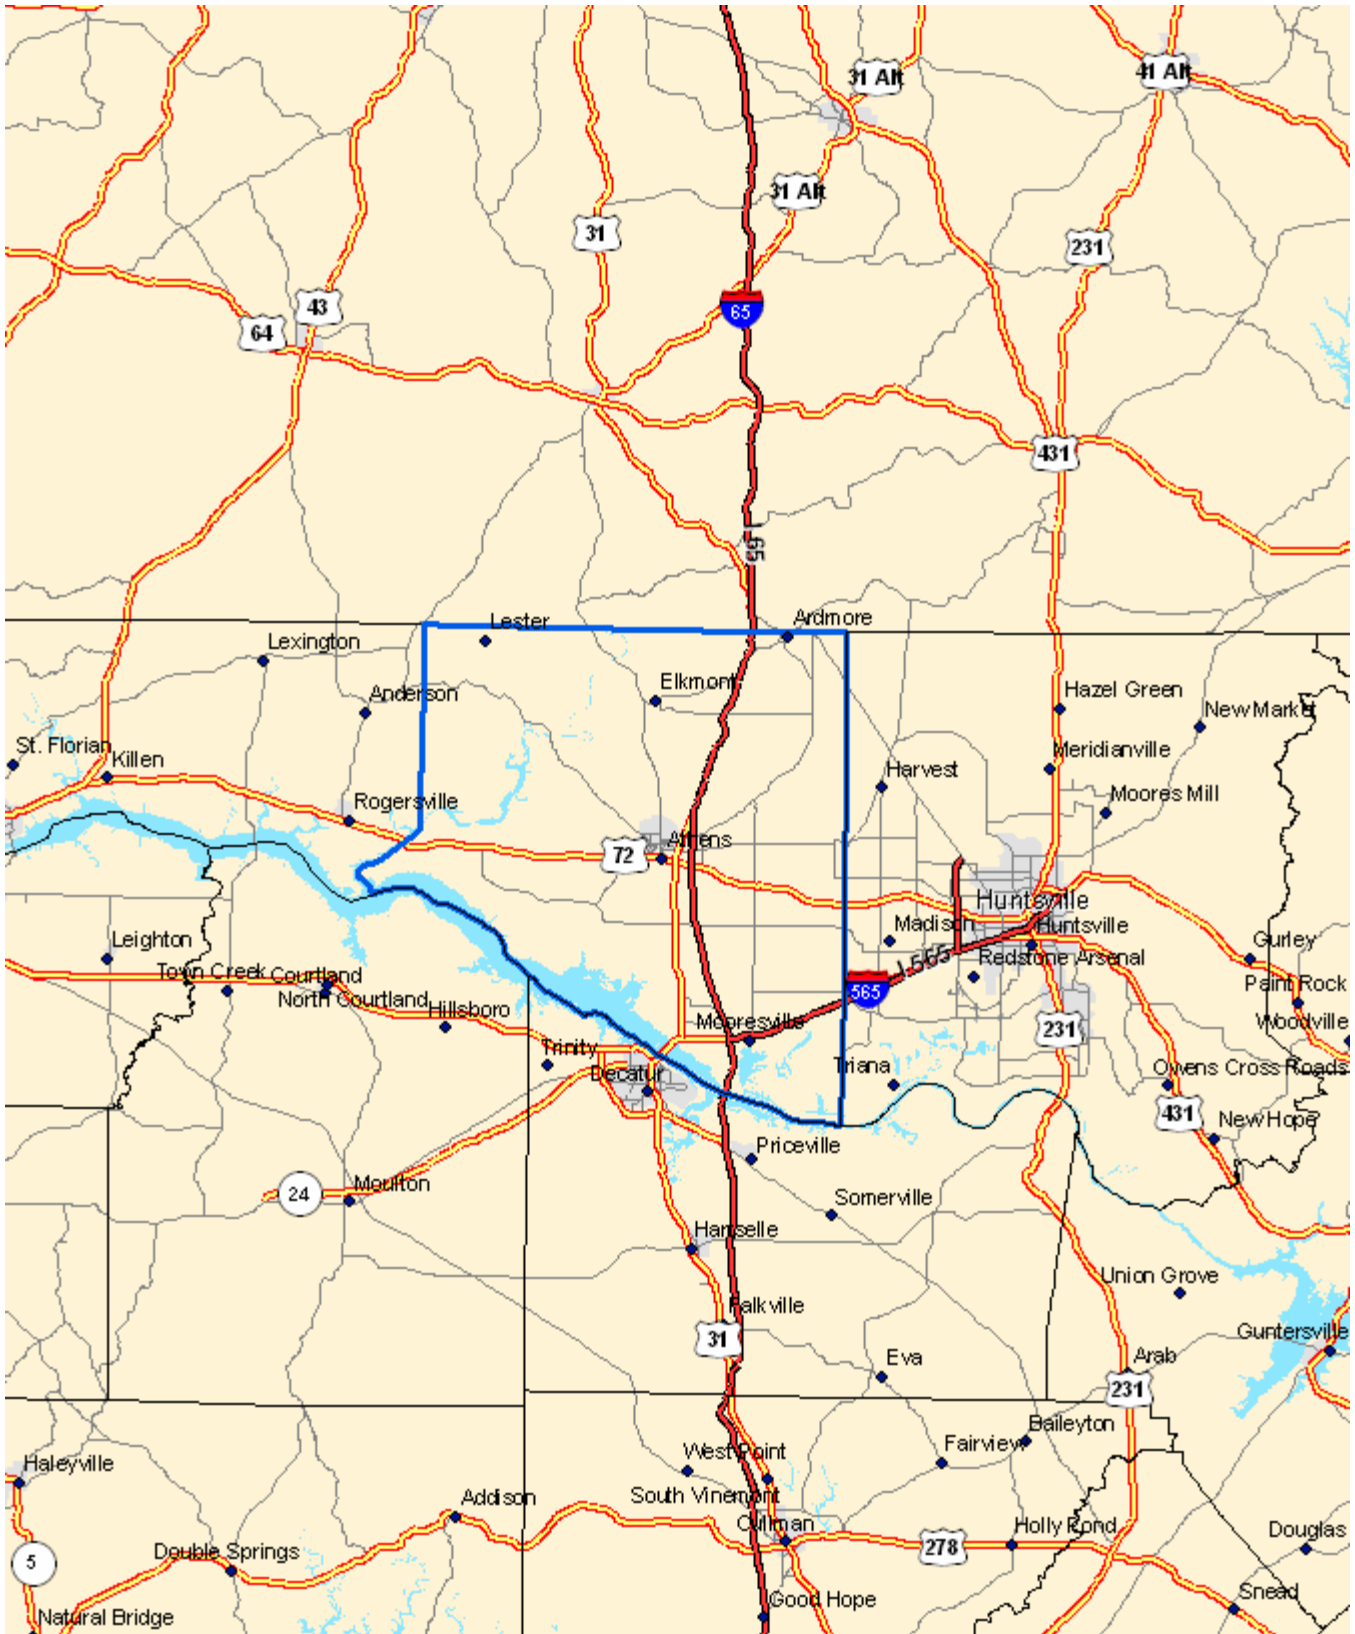 31 Alt
41 Alt
31 Alt
31
231
65
43
64
431
I 65
Lester
Ardmore
Lexington
Elkmont
Anderson
Hazel Green
New Market
St. Florian
Killen
Meridianville
Harvest
Rogersville
Moores Mill
Athens
72
Huntsville
Madison
Huntsville
Leighton
Gurley
I-565
Redstone Arsenal
Town Creek
Courtland
565
Paint Rock
North Courtland
Hillsboro
Mooresville
231
Woodville
Trinity
Triana
Owens Cross Roads
Decatur
431
New Hope
Priceville
24
Moulton
Somerville
Hartselle
Union Grove
Falkville
31
Guntersville
Eva
Arab
231
Baileyton
Fairview
West Point
Haleyville
Addison
South Vinemont
Cullman
Holly Pond
Douglas
278
5
Double Springs
Good Hope
Snead
Natural Bridge